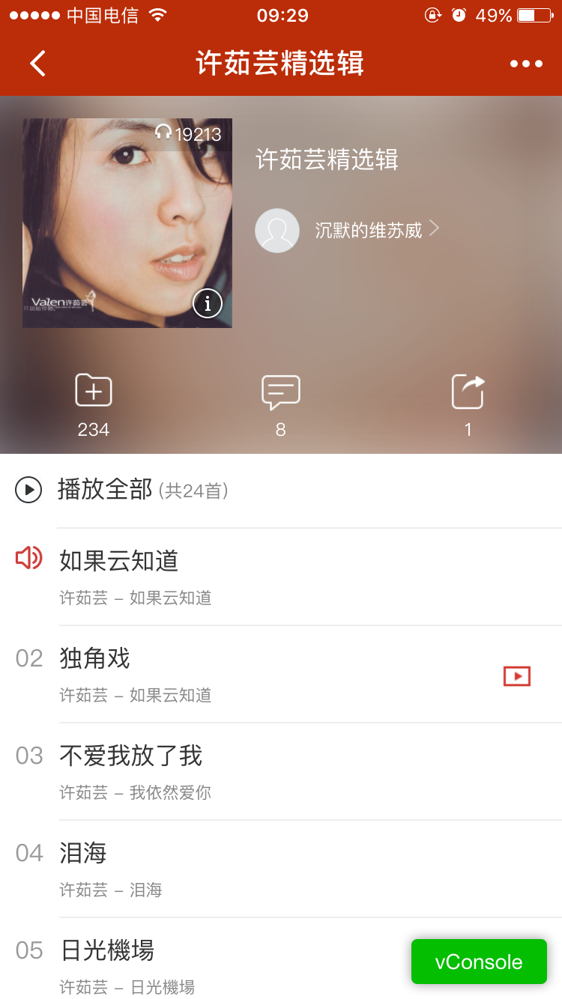 中国电信 09:29 49%
许茹芸精选辑
19213
许茹芸精选辑
沉默的维苏威
Valen许茹芸
只說給你聽
234 8 1
播放全部 (共24首)
如果云知道
许茹芸 – 如果云知道
02 独角戏
许茹芸 – 如果云知道
03 不爱我放了我
许茹芸 – 我依然爱你
04 泪海
许茹芸 – 泪海
05 日光機場
许茹芸 – 日光機場
vConsole